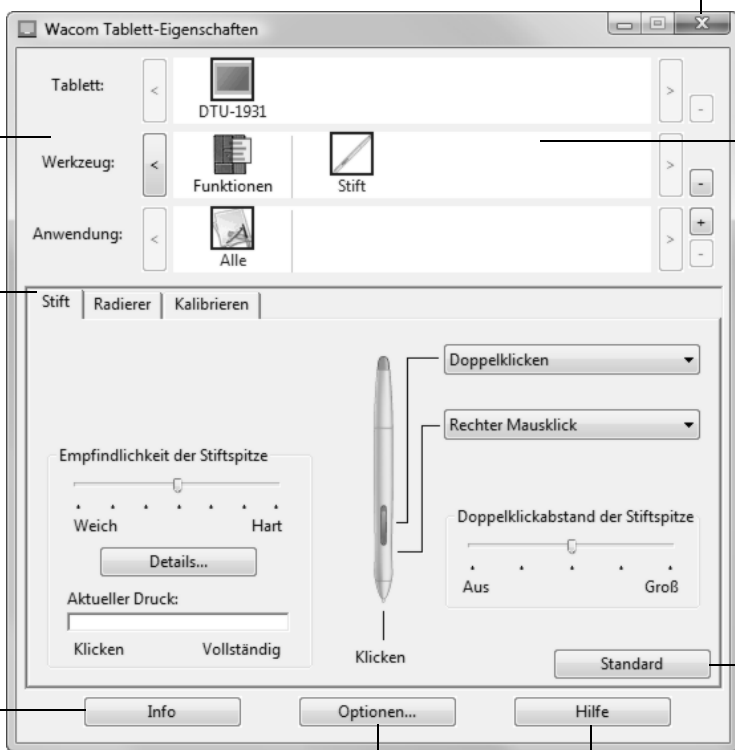 Wacom Tablett-Eigenschaften
Tablett:
<
DTU-1931
>
-
Werkzeug:
<
Funktionen
Stift
>
-
Anwendung:
<
Alle
>
+
-
Stift
Radierer
Kalibrieren
Doppelklicken
Rechter Mausklick
Empfindlichkeit der Stiftspitze
Weich
Hart
Details...
Aktueller Druck:
Klicken
Vollständig
Klicken
Doppelklickabstand der Stiftspitze
Aus
Groß
Standard
Info
Optionen...
Hilfe